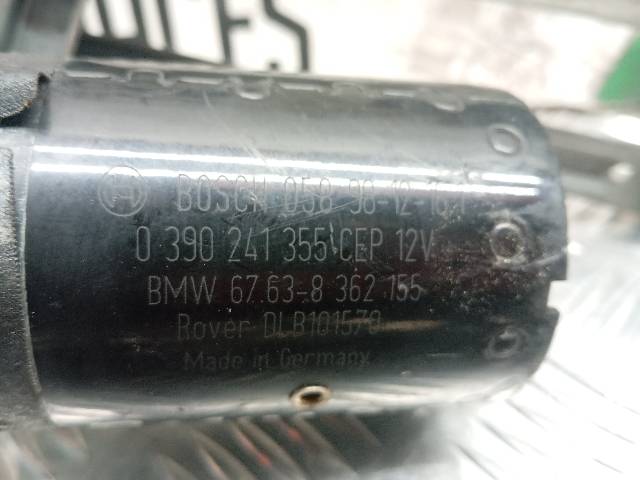 BOSCH 058 98-12-16
0 390 241 355 CEP 12V
BMW 67.63-8 362 155
Rover DLB101570
Made in Germany